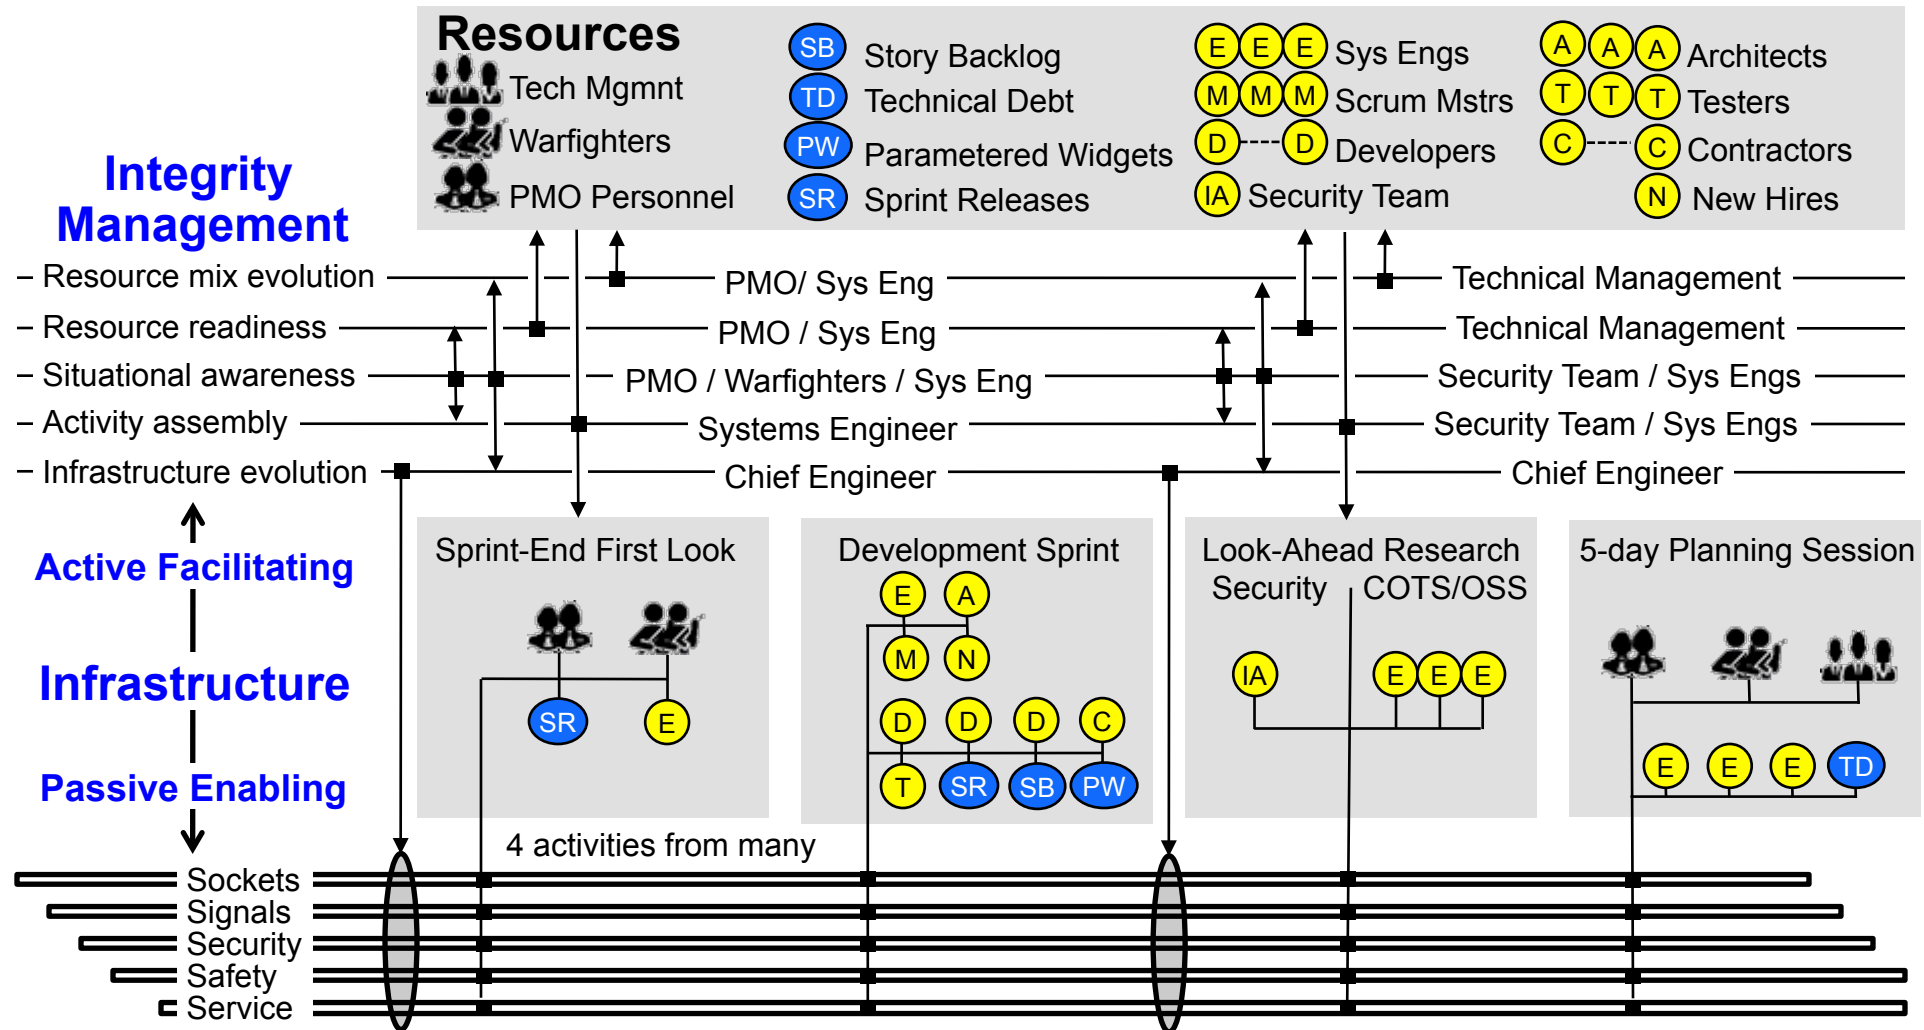 Resources
Tech Mgmnt
Warfighters
PMO Personnel
SB Story Backlog
TD Technical Debt
PW Parametered Widgets
SR Sprint Releases
E E E Sys Engs
M M M Scrum Mstrs
D D Developers
IA Security Team
A A A Architects
T T T Testers
C C Contractors
N New Hires
Integrity
Management
Resource mix evolution PMO/ Sys Eng Technical Management
Resource readiness PMO / Sys Eng Technical Management
Situational awareness PMO / Warfighters / Sys Eng Security Team / Sys Engs
Activity assembly Systems Engineer Security Team / Sys Engs
Infrastructure evolution Chief Engineer Chief Engineer
Active Facilitating
Infrastructure
Passive Enabling
Sprint-End First Look
SR E
Development Sprint
E A
M N
D D D C
T SR SB PW
Look-Ahead Research
Security COTS/OSS
IA E E E
5-day Planning Session
E E E TD
4 activities from many
Sockets
Signals
Security
Safety
Service